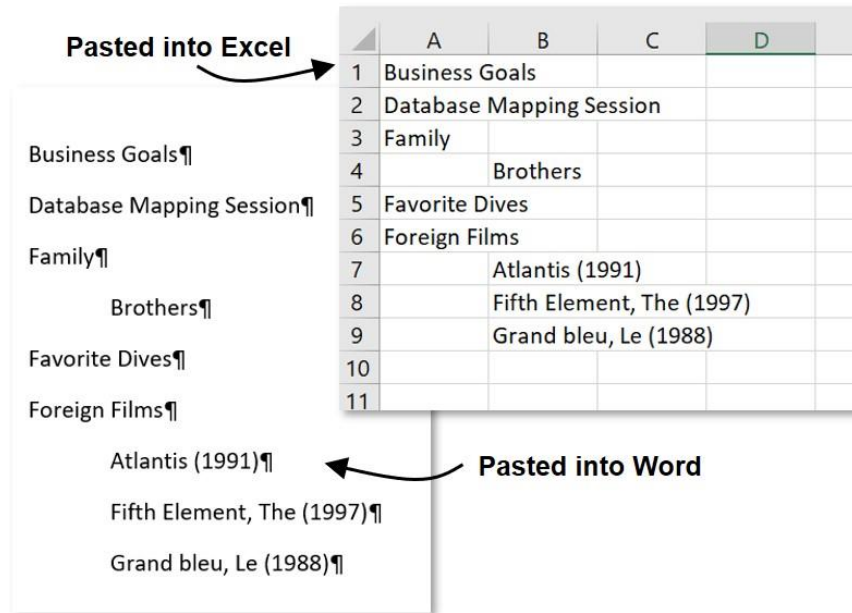 Pasted into Excel
A B C D
1 Business Goals
2 Database Mapping Session
3 Family
4 Brothers
5 Favorite Dives
6 Foreign Films
7 Atlantis (1991)
8 Fifth Element, The (1997)
9 Grand bleu, Le (1988)
10
11
Business Goals¶
Database Mapping Session¶
Family¶
Brothers¶
Favorite Dives¶
Foreign Films¶
Atlantis (1991)¶
Fifth Element, The (1997)¶
Grand bleu, Le (1988)¶
Pasted into Word